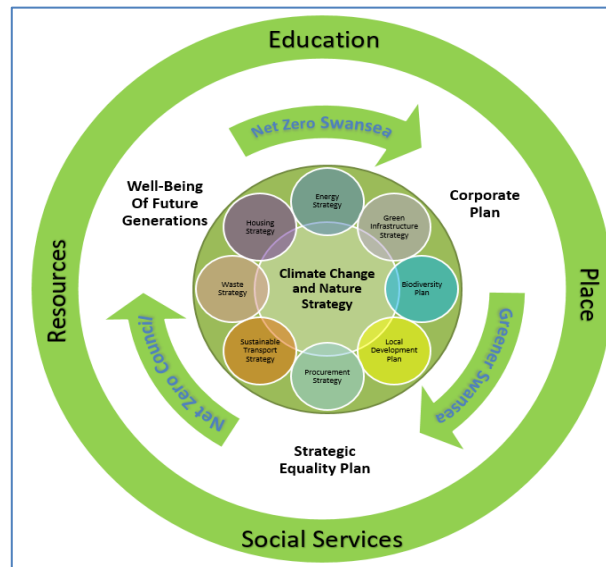 Education
Net Zero Swansea
Well-Being
Of Future
Generations
Corporate
Plan
Energy
Strategy
Green
Infrastructure
Strategy
Housing
Strategy
Climate Change
and Nature
Strategy
Waste
Strategy
Biodiversity
Plan
Resources
Place
Sustainable
Transport
Strategy
Local
Development
Plan
Procurement
Strategy
Net Zero Council
Greener Swansea
Strategic
Equality Plan
Social Services